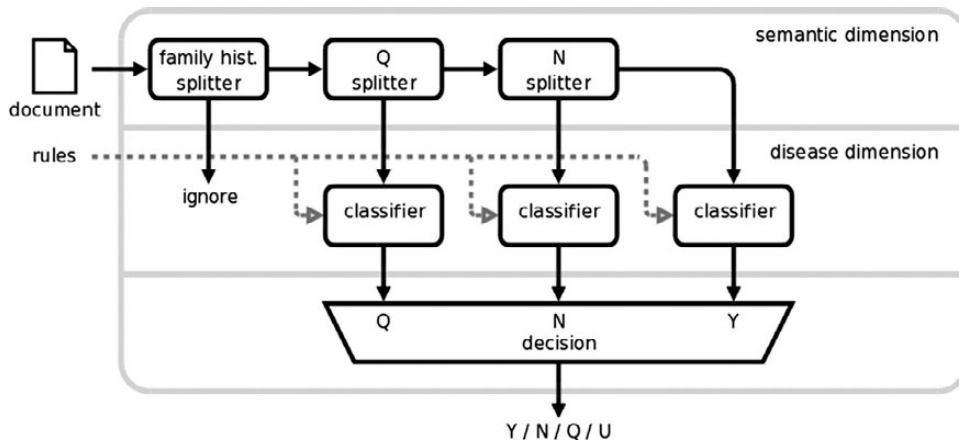 semantic dimension
family hist.
splitter
Q
splitter
N
splitter
document
rules
disease dimension
ignore
classifier
classifier
classifier
Q
N
Y
decision
Y / N / Q / U